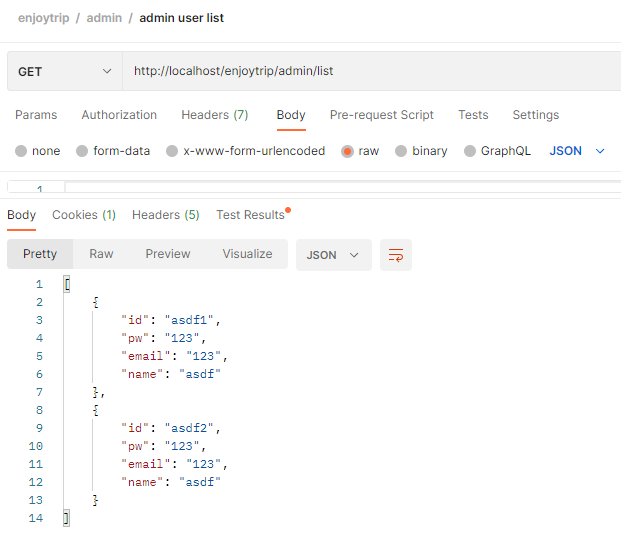 enjoytrip / admin / admin user list
GET http://localhost/enjoytrip/admin/list
Params Authorization Headers (7) Body Pre-request Script Tests Settings
none form-data x-www-form-urlencoded raw binary GraphQL JSON
1
Body Cookies (1) Headers (5) Test Results
Pretty Raw Preview Visualize JSON
1 [
2 {
3 "id": "asdf1",
4 "pw": "123",
5 "email": "123",
6 "name": "asdf"
7 },
8 {
9 "id": "asdf2",
10 "pw": "123",
11 "email": "123",
12 "name": "asdf"
13 }
14 ]